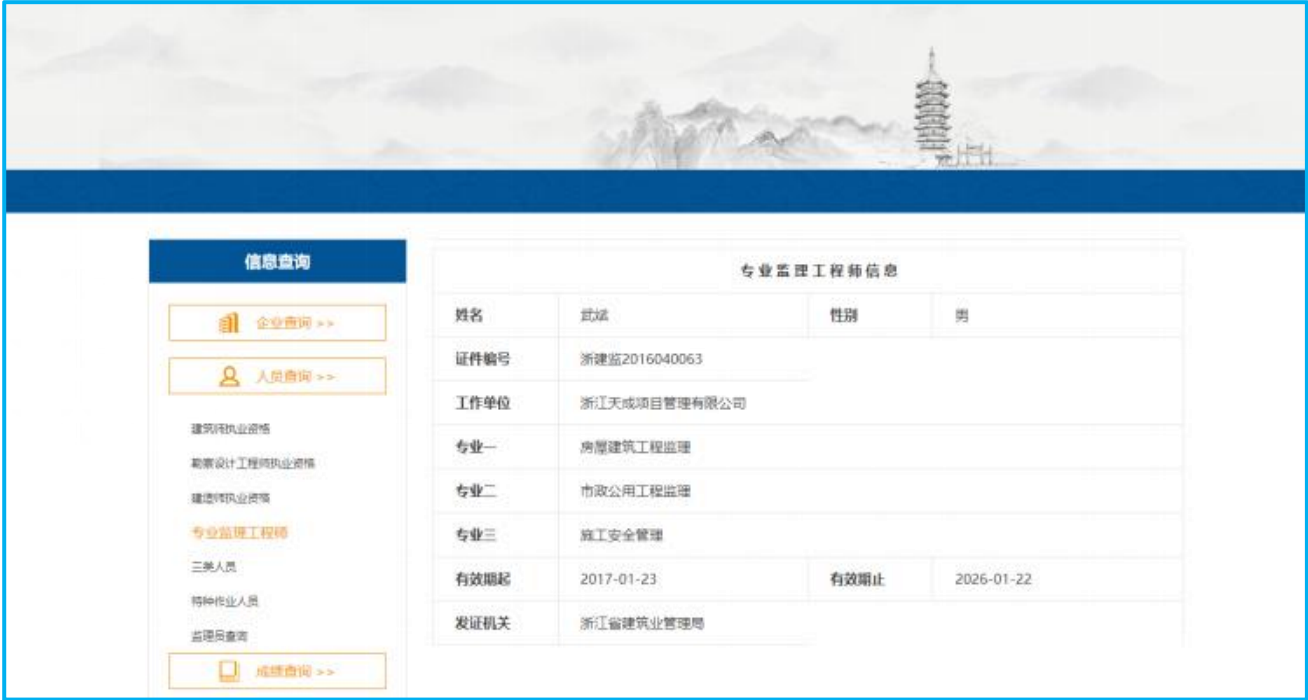 信息查询
企业查询 >>
人员查询 >>
建筑师执业资格
勘察设计工程师执业资格
建造师执业资格
专业监理工程师
三类人员
特种作业人员
监理员查询
成绩查询 >>
专业监理工程师信息
姓名 武斌 性别 男
证件编号 浙建监2016040063
工作单位 浙江天成项目管理有限公司
专业一 房屋建筑工程监理
专业二 市政公用工程监理
专业三 施工安全管理
有效期起 2017-01-23 有效期止 2026-01-22
发证机关 浙江省建筑业管理局